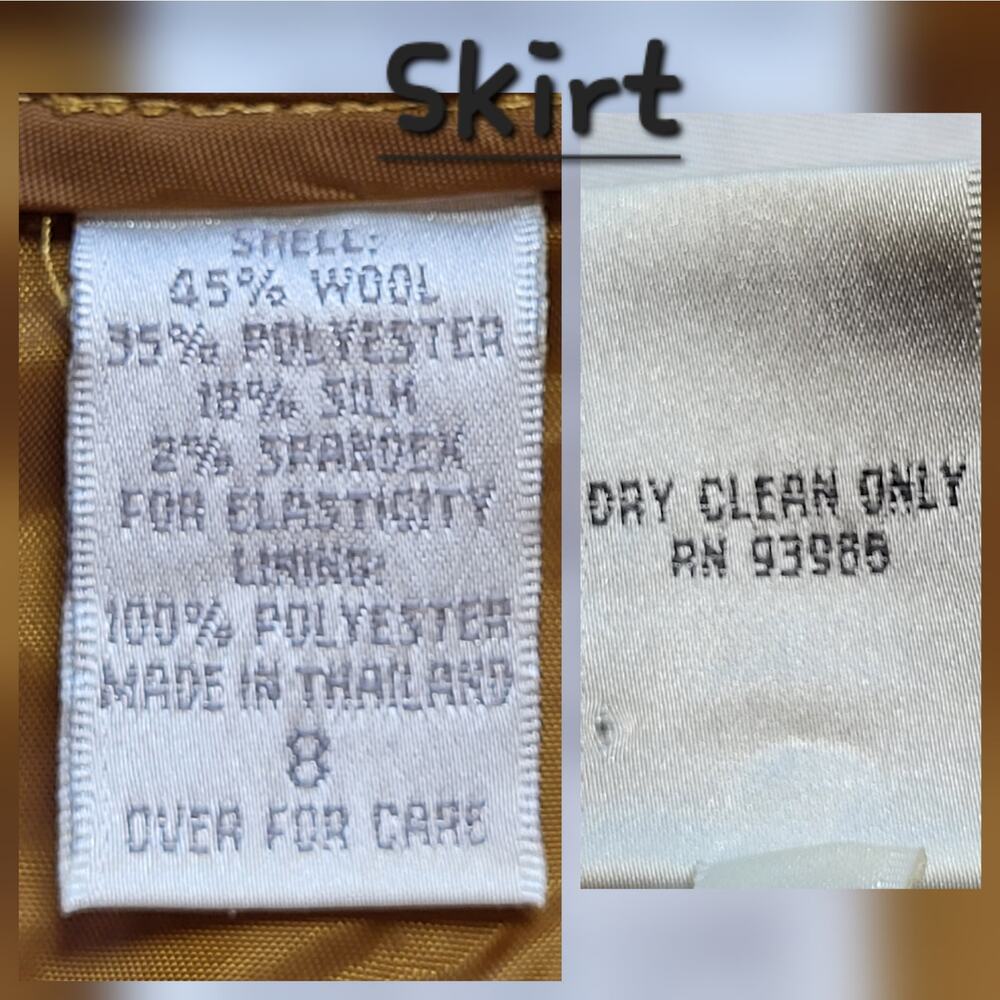 Skirt
SHELL:
45% WOOL
35% POLYESTER
18% SILK
2% SPANDEX
FOR ELASTICITY
LINING:
100% POLYESTER
MADE IN THAILAND
8
OVER FOR CARE
DRY CLEAN ONLY
RN 93985